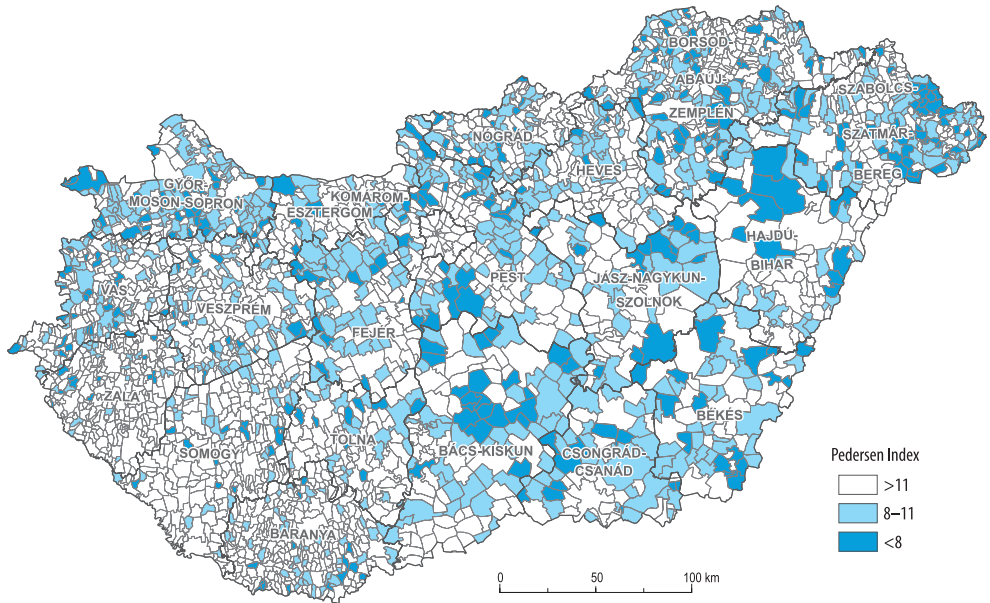 BORSOD-
ABAÚJ-
ZEMPLÉN
SZABOLCS-
SZATMÁR-
BEREG
NÓGRÁD
HEVES
GYŐR-
MOSON-SOPRON
KOMÁROM-
ESZTERGOM
HAJDÚ-
BIHAR
PEST
JÁSZ-NAGYKUN-
SZOLNOK
VAS
VESZPRÉM
FEJÉR
ZALA
SOMOGY
TOLNA
BÁCS-KISKUN
CSONGRÁD-
CSANÁD
BÉKÉS
BARANYA
Pedersen Index
>11
8–11
<8
0 50 100 km